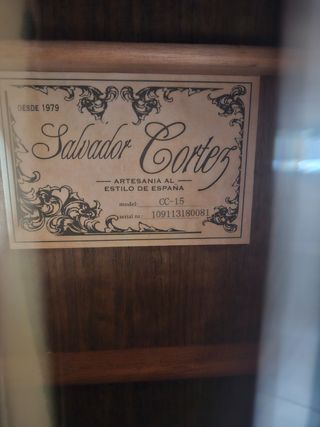 DESDE 1979
Salvador Cortez
ARTESANIA AL
ESTILO DE ESPAÑA
model: CC-15
serial no.: 109113180081